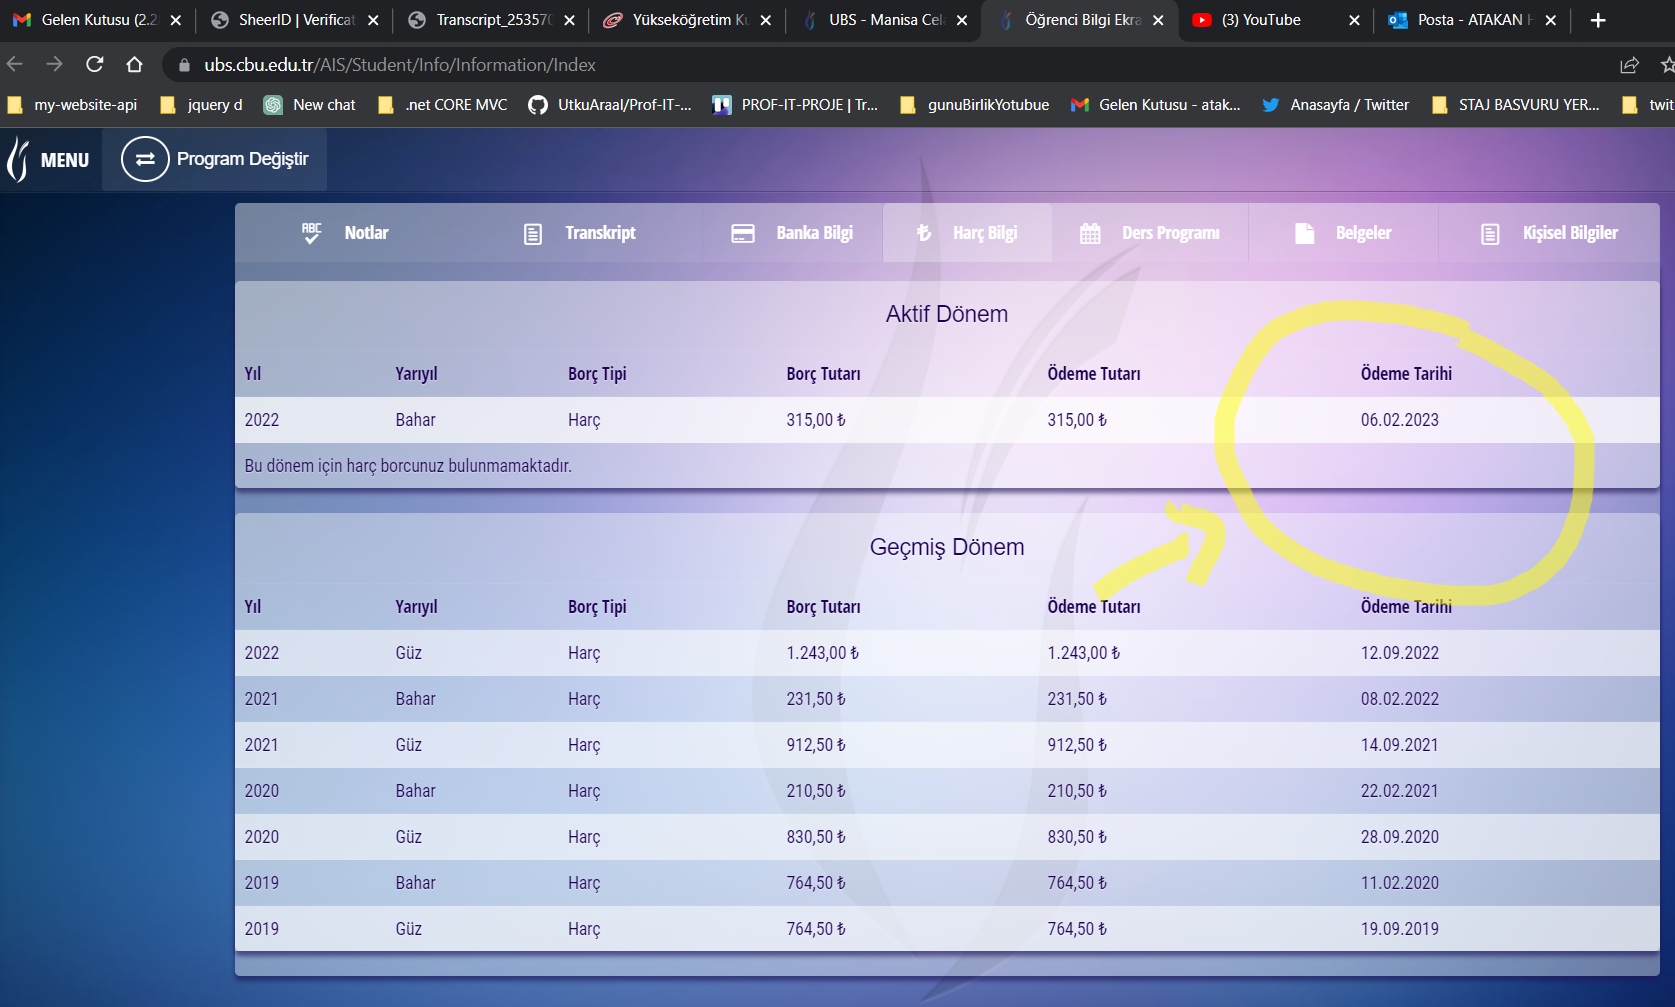 Gelen Kutusu (2.2
SheerID | Verificat
Transcript_253570
Yükseköğretim Ku
UBS - Manisa Cela
Öğrenci Bilgi Ekra
(3) YouTube
Posta - ATAKAN H
ubs.cbu.edu.tr/AIS/Student/Info/Information/Index
my-website-api
jquery d
New chat
.net CORE MVC
UtkuAraal/Prof-IT-...
PROF-IT-PROJE | Tr...
gunuBirlikYotubue
Gelen Kutusu - atak...
Anasayfa / Twitter
STAJ BASVURU YER...
twit
MENU
Program Değiştir
ABC Notlar
Transkript
Banka Bilgi
₺ Harç Bilgi
Ders Programı
Belgeler
Kişisel Bilgiler
Aktif Dönem
Yıl Yarıyıl Borç Tipi Borç Tutarı Ödeme Tutarı Ödeme Tarihi
2022 Bahar Harç 315,00 ₺ 315,00 ₺ 06.02.2023
Bu dönem için harç borcunuz bulunmamaktadır.
Geçmiş Dönem
Yıl Yarıyıl Borç Tipi Borç Tutarı Ödeme Tutarı Ödeme Tarihi
2022 Güz Harç 1.243,00 ₺ 1.243,00 ₺ 12.09.2022
2021 Bahar Harç 231,50 ₺ 231,50 ₺ 08.02.2022
2021 Güz Harç 912,50 ₺ 912,50 ₺ 14.09.2021
2020 Bahar Harç 210,50 ₺ 210,50 ₺ 22.02.2021
2020 Güz Harç 830,50 ₺ 830,50 ₺ 28.09.2020
2019 Bahar Harç 764,50 ₺ 764,50 ₺ 11.02.2020
2019 Güz Harç 764,50 ₺ 764,50 ₺ 19.09.2019